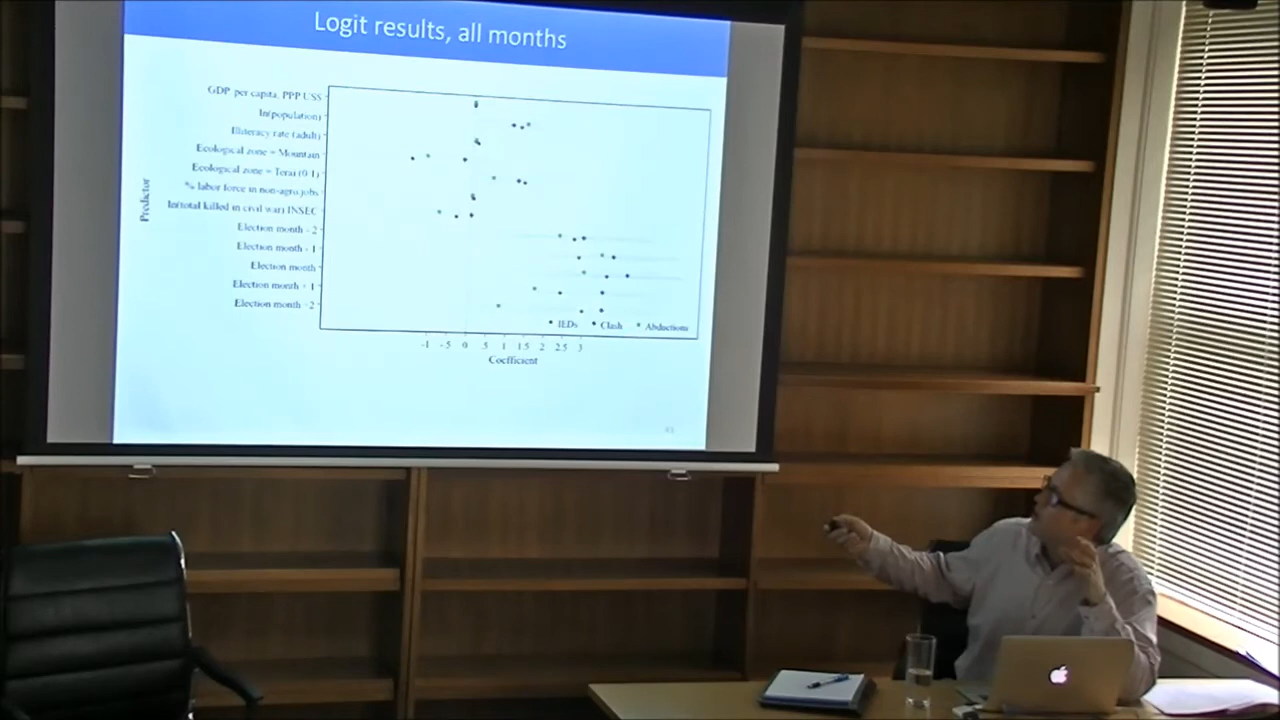 Logit results, all months
GDP per capita, PPP US$
ln(population)
Illiteracy rate (adult)
Ecological zone = Mountain
Ecological zone = Terai (0/1)
% labor force in non-agro jobs
ln(total killed in civil war) INSEC
Election month - 2
Election month - 1
Election month
Election month + 1
Election month +2
Predictor
IEDs Clash Abductions
-1 -.5 0 .5 1 1.5 2 2.5 3
Coefficient